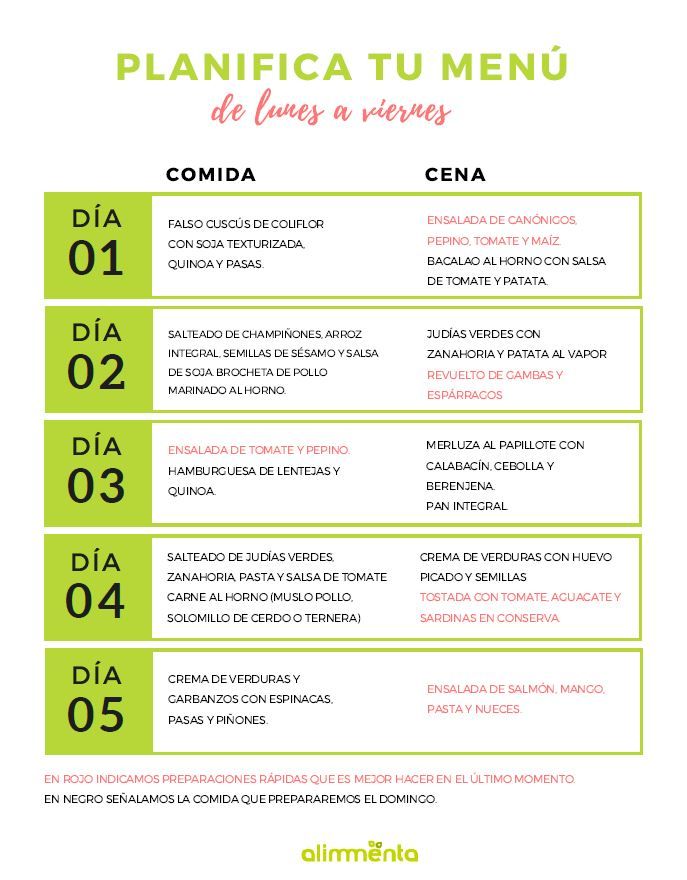 PLANIFICA TU MENÚ
de lunes a viernes
COMIDA
CENA
DÍA
01
FALSO CUSCÚS DE COLIFLOR
CON SOJA TEXTURIZADA,
QUINOA Y PASAS.
ENSALADA DE CANÓNIGOS,
PEPINO, TOMATE Y MAÍZ.
BACALAO AL HORNO CON SALSA
DE TOMATE Y PATATA.
DÍA
02
SALTEADO DE CHAMPIÑONES, ARROZ
INTEGRAL, SEMILLAS DE SÉSAMO Y SALSA
DE SOJA. BROCHETA DE POLLO
MARINADO AL HORNO.
JUDÍAS VERDES CON
ZANAHORIA Y PATATA AL VAPOR
REVUELTO DE GAMBAS Y
ESPÁRRAGOS
DÍA
03
ENSALADA DE TOMATE Y PEPINO.
HAMBURGUESA DE LENTEJAS Y
QUINOA.
MERLUZA AL PAPILLOTE CON
CALABACÍN, CEBOLLA Y
BERENJENA.
PAN INTEGRAL
DÍA
04
SALTEADO DE JUDÍAS VERDES,
ZANAHORIA, PASTA Y SALSA DE TOMATE
CARNE AL HORNO (MUSLO POLLO,
SOLOMILLO DE CERDO O TERNERA)
CREMA DE VERDURAS CON HUEVO
PICADO Y SEMILLAS
TOSTADA CON TOMATE, AGUACATE Y
SARDINAS EN CONSERVA
DÍA
05
CREMA DE VERDURAS Y
GARBANZOS CON ESPINACAS,
PASAS Y PIÑONES.
ENSALADA DE SALMÓN, MANGO,
PASTA Y NUECES.
EN ROJO INDICAMOS PREPARACIONES RÁPIDAS QUE ES MEJOR HACER EN EL ÚLTIMO MOMENTO.
EN NEGRO SEÑALAMOS LA COMIDA QUE PREPARAREMOS EL DOMINGO.
alimmenta